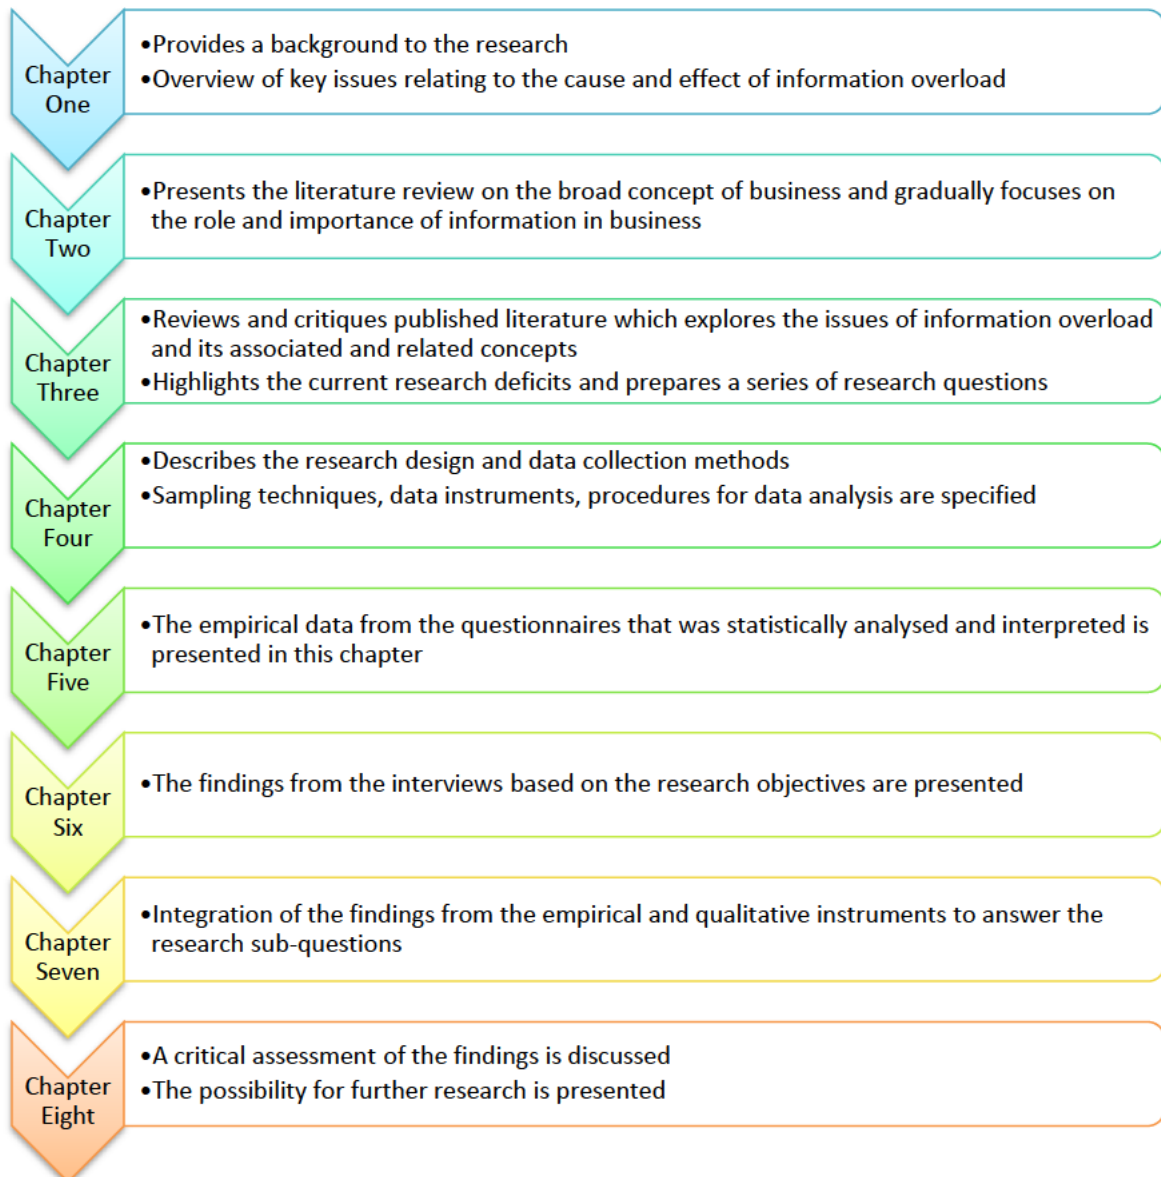 Chapter
One
•Provides a background to the research
•Overview of key issues relating to the cause and effect of information overload
Chapter
Two
•Presents the literature review on the broad concept of business and gradually focuses on
the role and importance of information in business
Chapter
Three
•Reviews and critiques published literature which explores the issues of information overload
and its associated and related concepts
•Highlights the current research deficits and prepares a series of research questions
Chapter
Four
•Describes the research design and data collection methods
•Sampling techniques, data instruments, procedures for data analysis are specified
Chapter
Five
•The empirical data from the questionnaires that was statistically analysed and interpreted is
presented in this chapter
Chapter
Six
•The findings from the interviews based on the research objectives are presented
Chapter
Seven
•Integration of the findings from the empirical and qualitative instruments to answer the
research sub-questions
Chapter
Eight
•A critical assessment of the findings is discussed
•The possibility for further research is presented